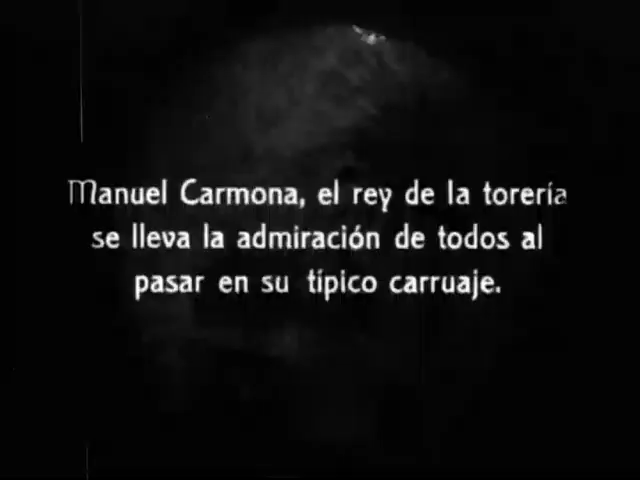 Manuel Carmona, el rey de la torería
se lleva la admiración de todos al
pasar en su típico carruaje.